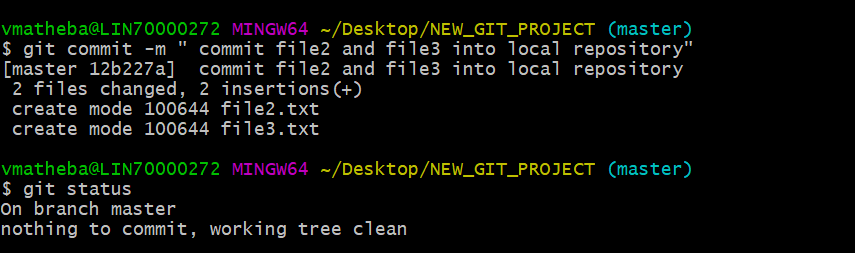 vmatheba@LIN70000272 MINGW64 ~/Desktop/NEW_GIT_PROJECT (master)
$ git commit -m " commit file2 and file3 into local repository"
[master 12b227a]  commit file2 and file3 into local repository
 2 files changed, 2 insertions(+)
 create mode 100644 file2.txt
 create mode 100644 file3.txt
vmatheba@LIN70000272 MINGW64 ~/Desktop/NEW_GIT_PROJECT (master)
$ git status
On branch master
nothing to commit, working tree clean